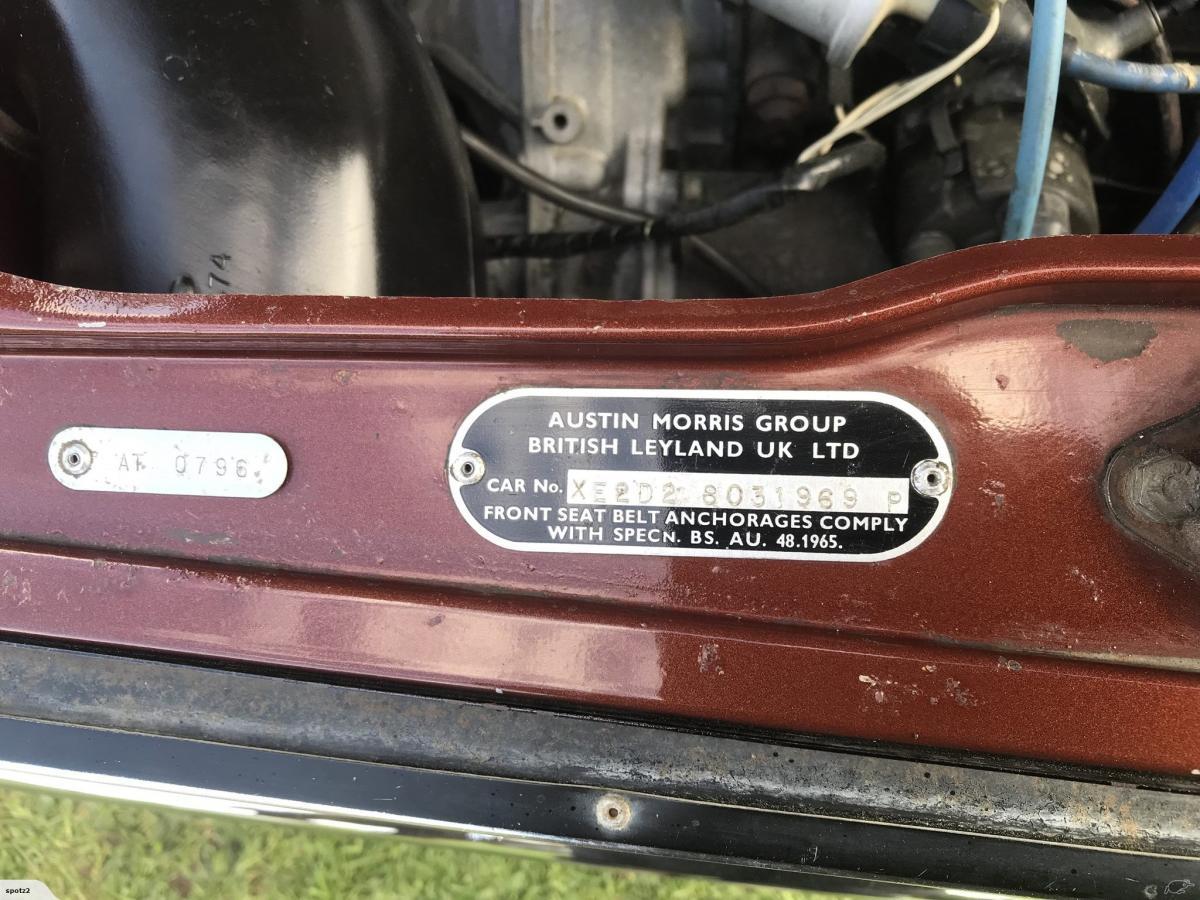 74
AT 0796
AUSTIN MORRIS GROUP
BRITISH LEYLAND UK LTD
CAR No. XE2D2 8031969 P
FRONT SEAT BELT ANCHORAGES COMPLY
WITH SPECN. BS. AU. 48.1965.
spotz2